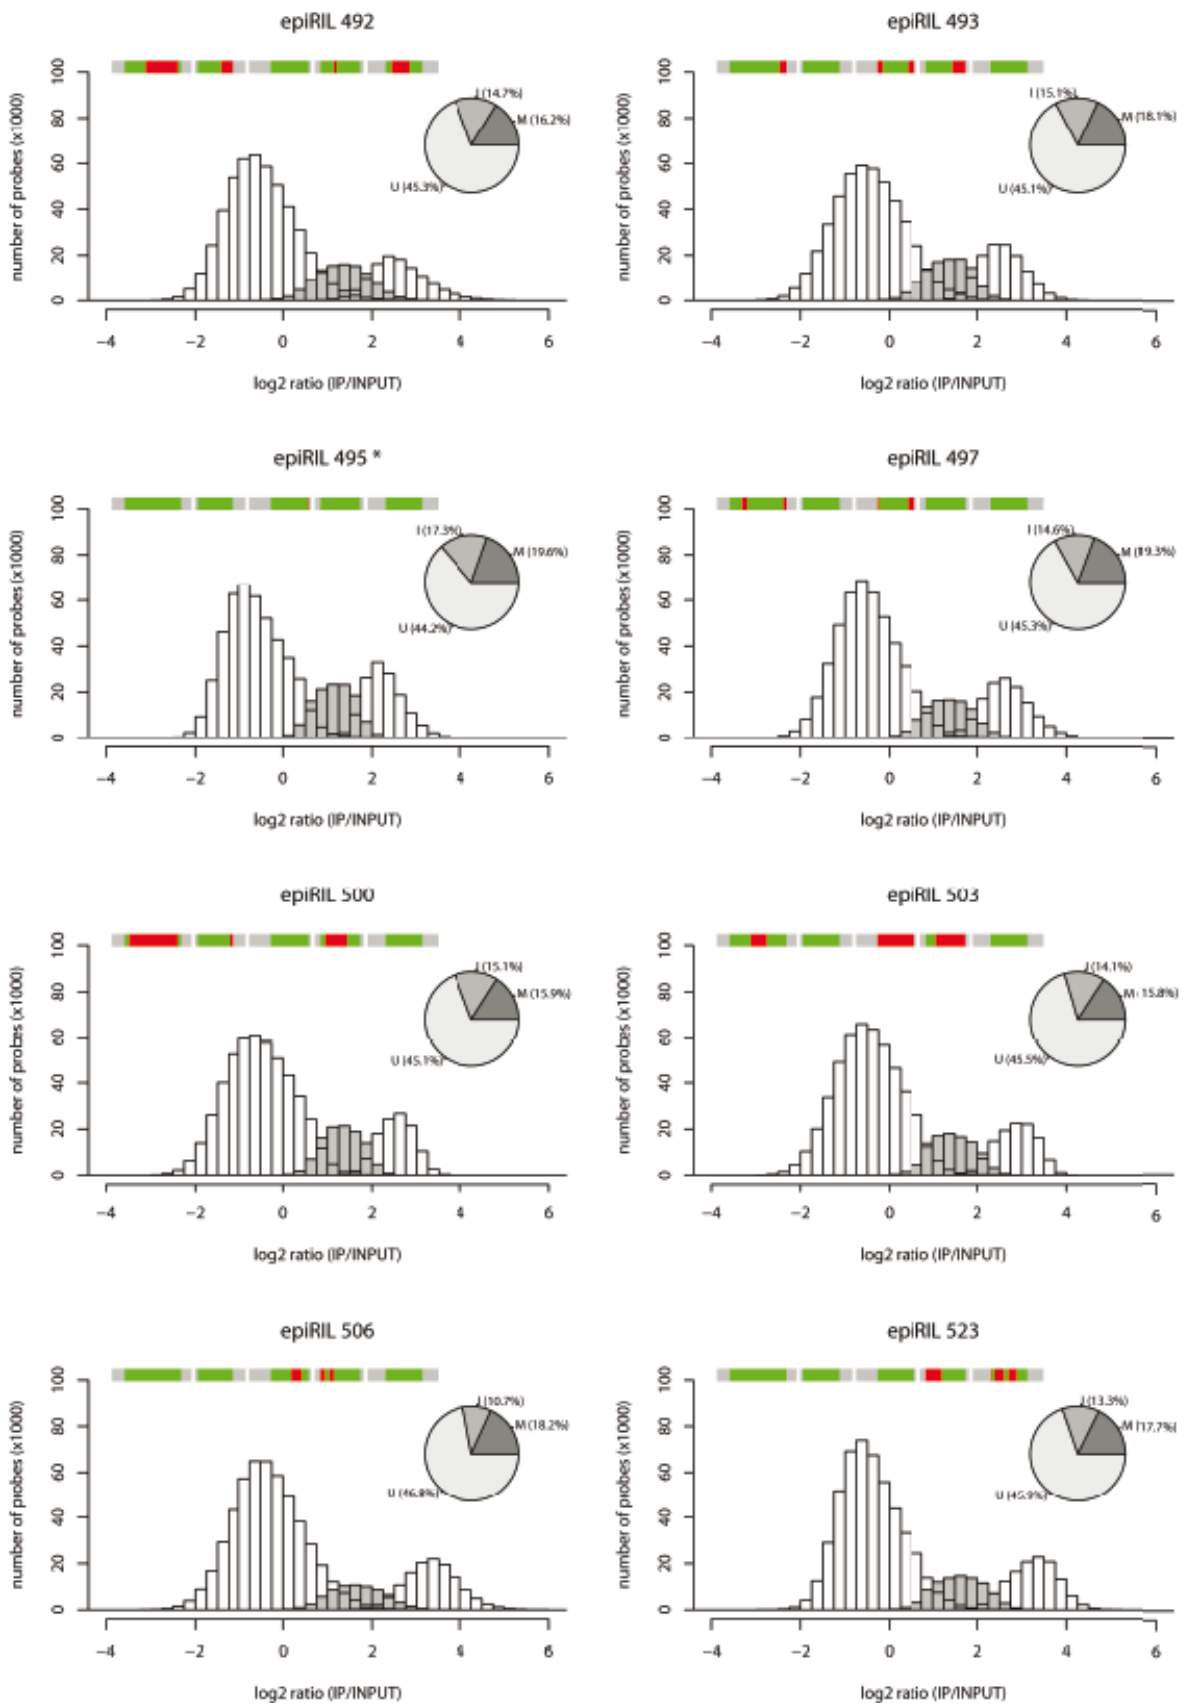 epiRIL 492
number of probes (x1000)
100
80
60
40
20
0
I (14.7%)
M (16.2%)
U (45.3%)
−4 −2 0 2 4 6
log2 ratio (IP/INPUT)
epiRIL 493
number of probes (x1000)
100
80
60
40
20
0
I (15.1%)
M (18.1%)
U (45.1%)
−4 −2 0 2 4 6
log2 ratio (IP/INPUT)
epiRIL 495 *
number of probes (x1000)
100
80
60
40
20
0
I (17.3%)
M (19.6%)
U (44.2%)
−4 −2 0 2 4 6
log2 ratio (IP/INPUT)
epiRIL 497
number of probes (x1000)
100
80
60
40
20
0
I (14.6%)
M (19.3%)
U (45.3%)
−4 −2 0 2 4 6
log2 ratio (IP/INPUT)
epiRIL 500
number of probes (x1000)
100
80
60
40
20
0
I (15.1%)
M (15.9%)
U (45.1%)
−4 −2 0 2 4 6
log2 ratio (IP/INPUT)
epiRIL 503
number of probes (x1000)
100
80
60
40
20
0
I (14.1%)
M (15.8%)
U (45.5%)
−4 −2 0 2 4 6
log2 ratio (IP/INPUT)
epiRIL 506
number of probes (x1000)
100
80
60
40
20
0
I (10.7%)
M (18.2%)
U (46.8%)
−4 −2 0 2 4 6
log2 ratio (IP/INPUT)
epiRIL 523
number of probes (x1000)
100
80
60
40
20
0
I (13.3%)
M (17.7%)
U (45.9%)
−4 −2 0 2 4 6
log2 ratio (IP/INPUT)